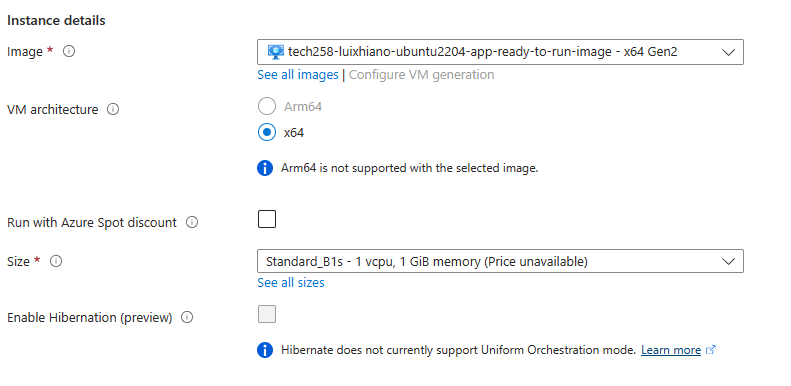 Instance details
Image * tech258-luixhiano-ubuntu2204-app-ready-to-run-image - x64 Gen2
See all images | Configure VM generation
VM architecture Arm64
x64
Arm64 is not supported with the selected image.
Run with Azure Spot discount
Size * Standard_B1s - 1 vcpu, 1 GiB memory (Price unavailable)
See all sizes
Enable Hibernation (preview)
Hibernate does not currently support Uniform Orchestration mode. Learn more